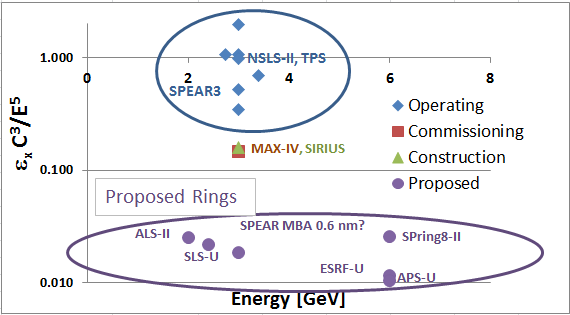 1.000
0
2
4
6
8
NSLS-II, TPS
SPEAR3
Operating
Commissioning
Construction
Proposed
εx C³/E⁵
MAX-IV, SIRIUS
0.100
Proposed Rings
SPEAR MBA 0.6 nm?
ALS-II
SPring8-II
SLS-U
ESRF-U
APS-U
0.010
Energy [GeV]